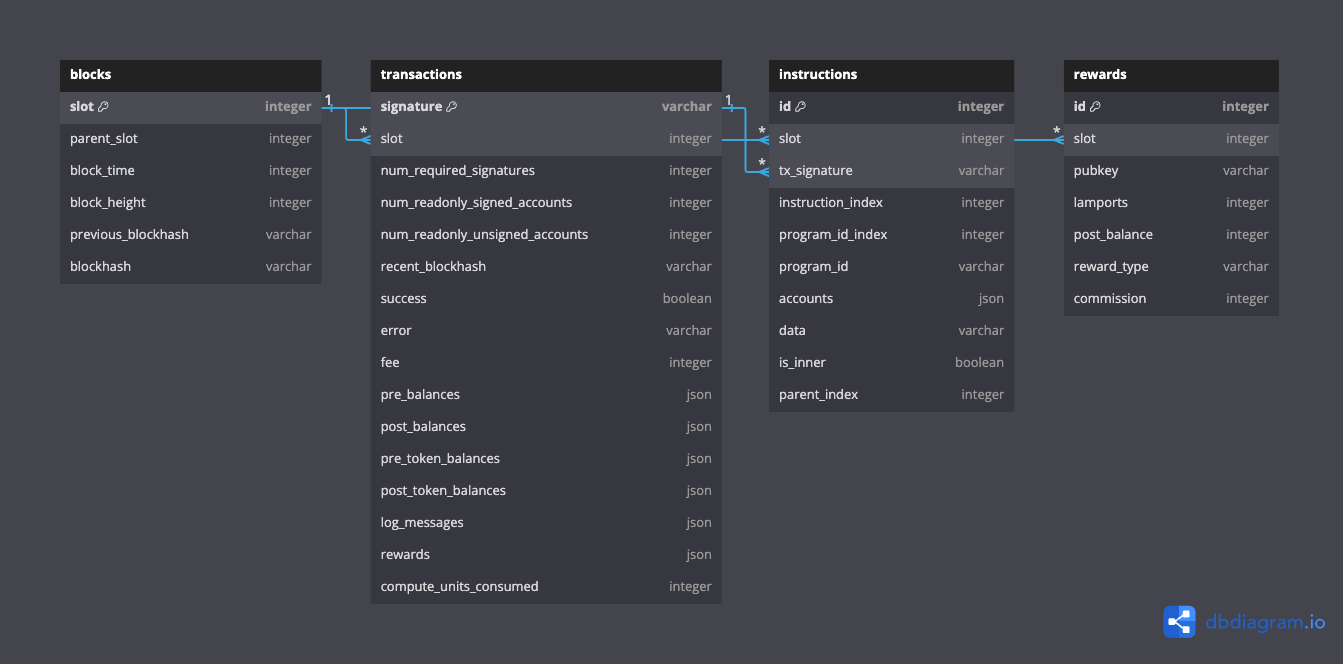 blocks
slot integer
parent_slot integer
block_time integer
block_height integer
previous_blockhash varchar
blockhash varchar
1
*
transactions
signature varchar
slot integer
num_required_signatures integer
num_readonly_signed_accounts integer
num_readonly_unsigned_accounts integer
recent_blockhash varchar
success boolean
error varchar
fee integer
pre_balances json
post_balances json
pre_token_balances json
post_token_balances json
log_messages json
rewards json
compute_units_consumed integer
1
*
*
instructions
id integer
slot integer
tx_signature varchar
instruction_index integer
program_id_index integer
program_id varchar
accounts json
data varchar
is_inner boolean
parent_index integer
*
rewards
id integer
slot integer
pubkey varchar
lamports integer
post_balance integer
reward_type varchar
commission integer
dbdiagram.io